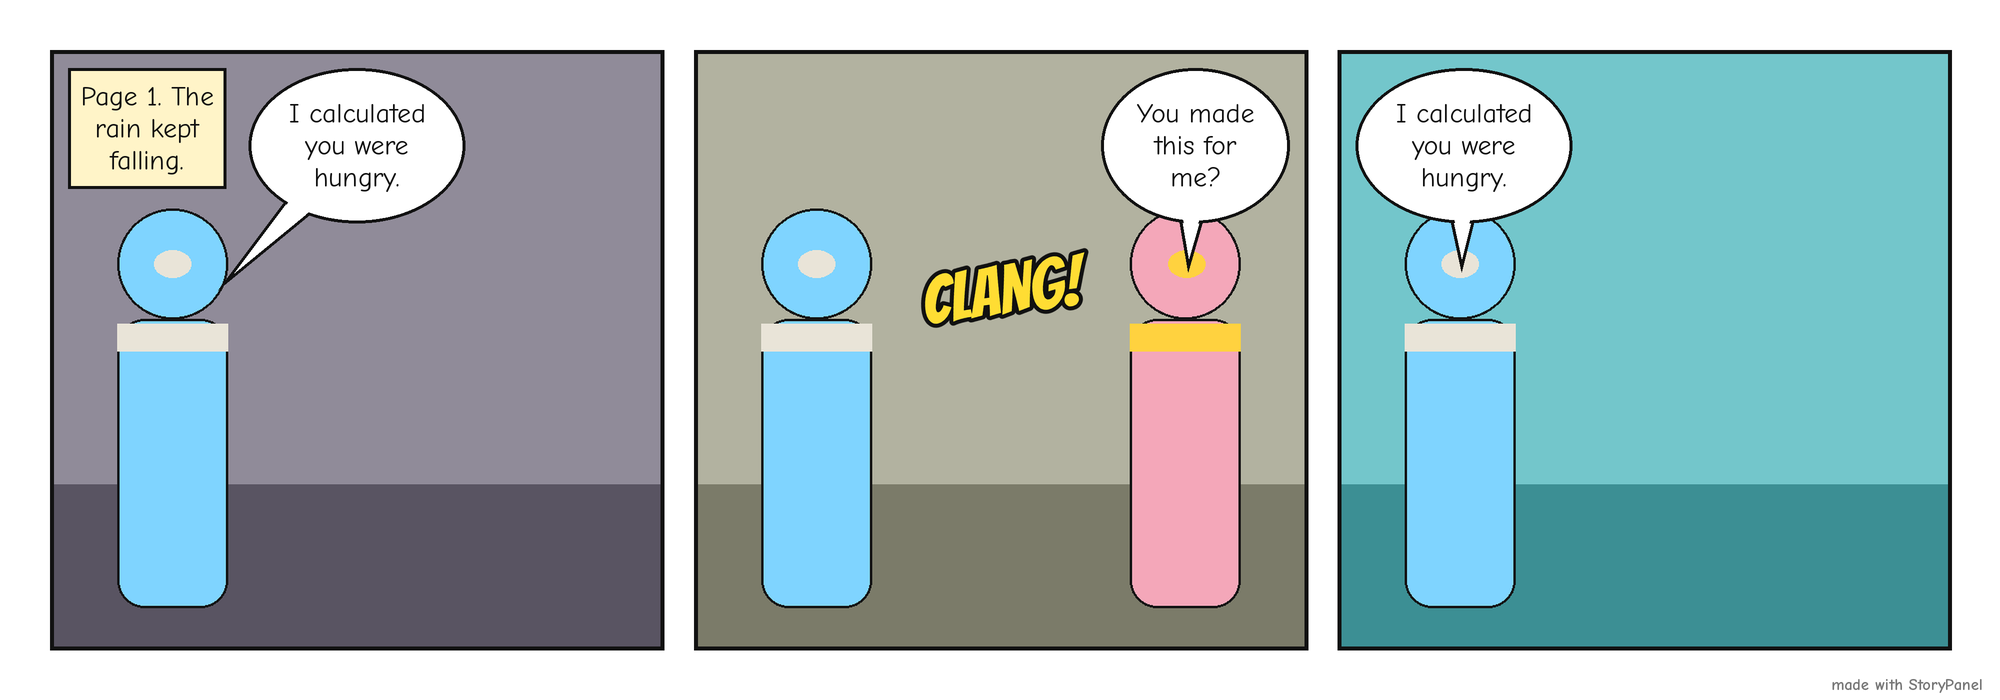 Page 1. The
rain kept
falling.
I calculated
you were
hungry.
CLANG!
You made
this for
me?
I calculated
you were
hungry.
made with StoryPanel